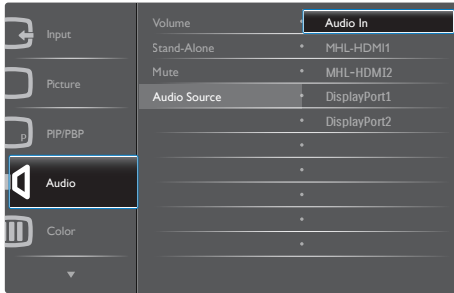 Input
Picture
P
PIP/PBP
Audio
Color
Volume
Stand-Alone
Mute
Audio Source
Audio In
MHL-HDMI1
MHL-HDMI2
DisplayPort1
DisplayPort2